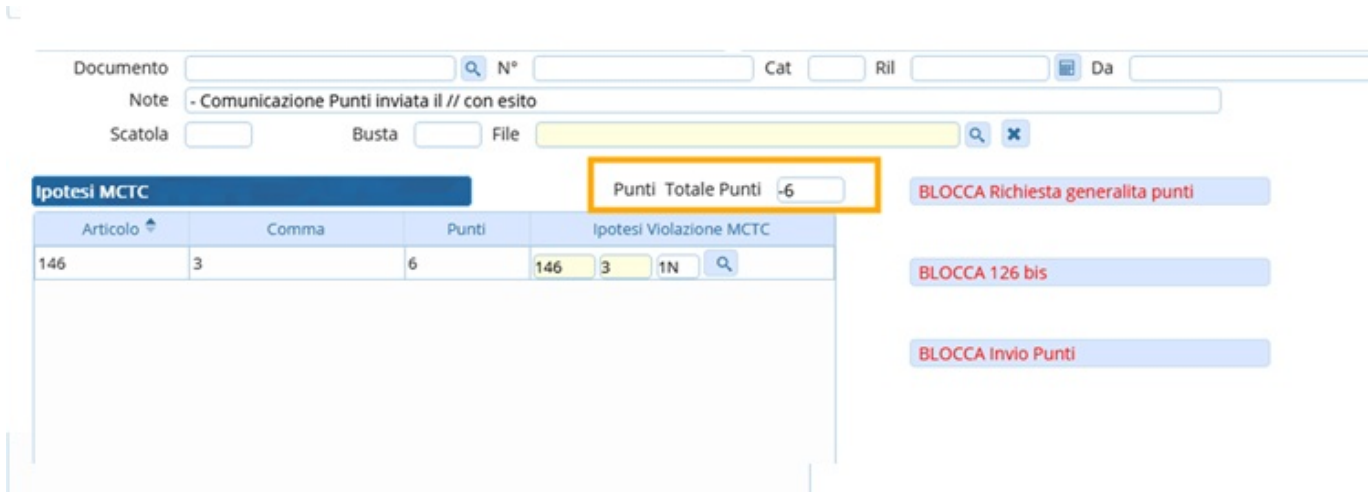 Documento N° Cat Ril Da
Note - Comunicazione Punti inviata il // con esito
Scatola Busta File
Ipotesi MCTC Punti Totale Punti -6 BLOCCA Richiesta generalita punti
Articolo Comma Punti Ipotesi Violazione MCTC
146 3 6 146 3 1N
BLOCCA 126 bis
BLOCCA Invio Punti